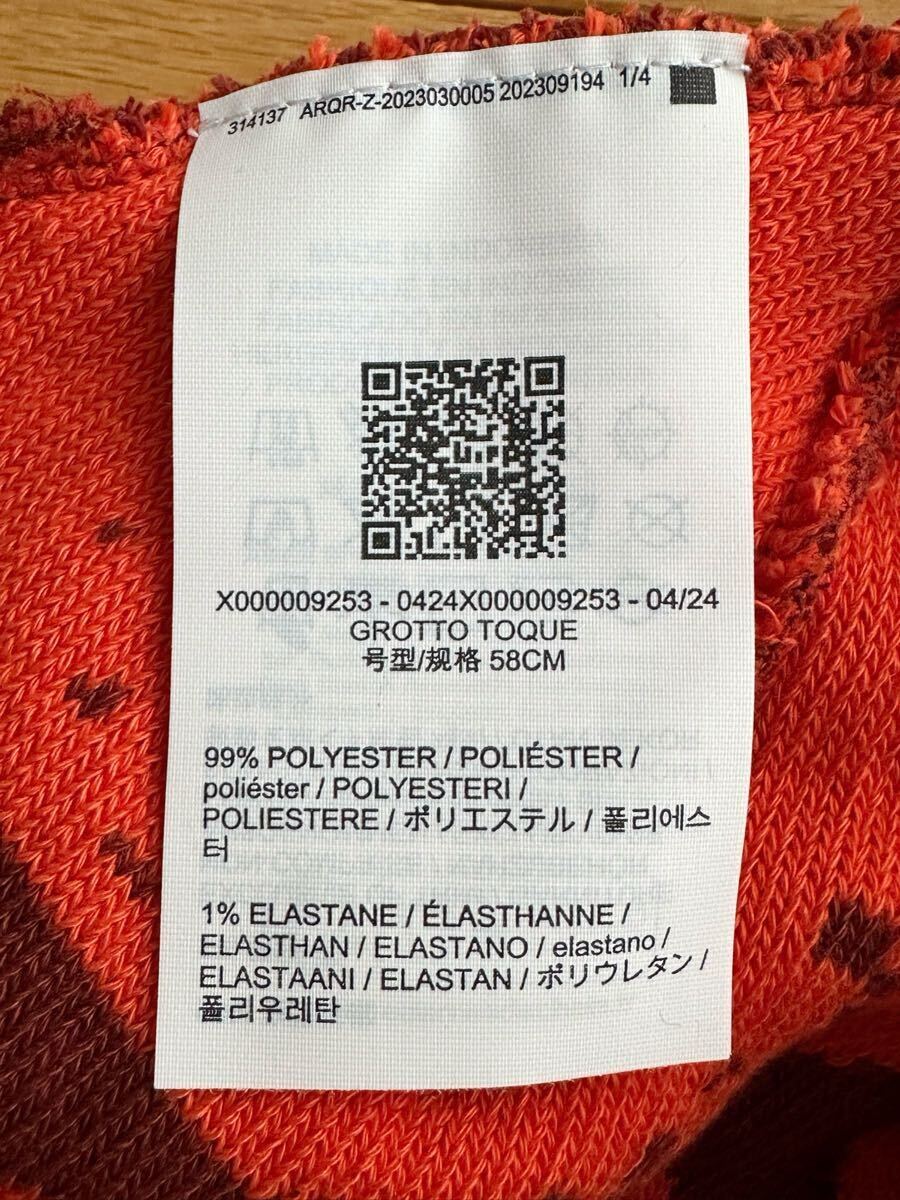 314137 ARQR-Z-2023030005 202309194 1/4
X000009253 - 0424X000009253 - 04/24
GROTTO TOQUE
号型/规格 58CM
99% POLYESTER / POLIÉSTER /
poliéster / POLYESTERI /
POLIESTERE / ポリエステル / 폴리에스
터
1% ELASTANE / ÉLASTHANNE /
ELASTHAN / ELASTANO / elastano /
ELASTAANI / ELASTAN / ポリウレタン /
폴리우레탄